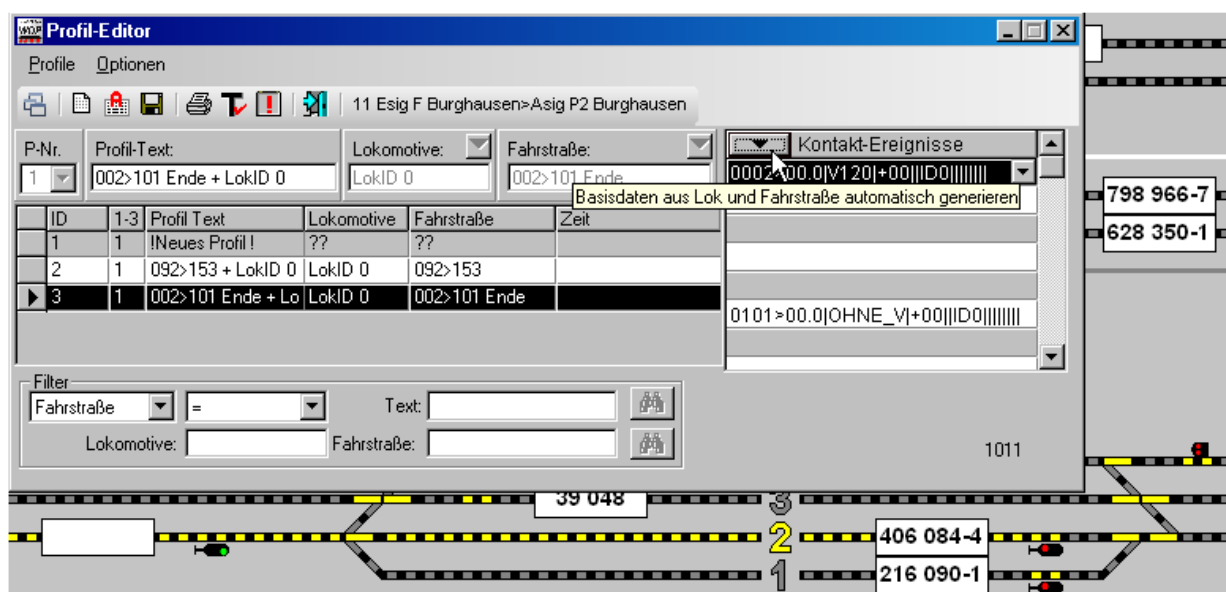 WDP Profil-Editor
Profile Optionen
11 Esig F Burghausen>Asig P2 Burghausen
P-Nr. Profil-Text: Lokomotive: Fahrstraße: Kontakt-Ereignisse
1 002>101 Ende + LokID 0 LokID 0 002>101 Ende 0002>00.0|V120|+00||ID0||||||||
Basisdaten aus Lok und Fahrstraße automatisch generieren
798 966-7
ID 1-3 Profil Text Lokomotive Fahrstraße Zeit
1 1 !Neues Profil ! ?? ??
628 350-1
2 1 092>153 + LokID 0 LokID 0 092>153
3 1 002>101 Ende + Lo LokID 0 002>101 Ende
0101>00.0|OHNE_V|+00||ID0||||||||
Filter
Fahrstraße = Text:
Lokomotive: Fahrstraße: 1011
39 048 3
2 406 084-4
1 216 090-1